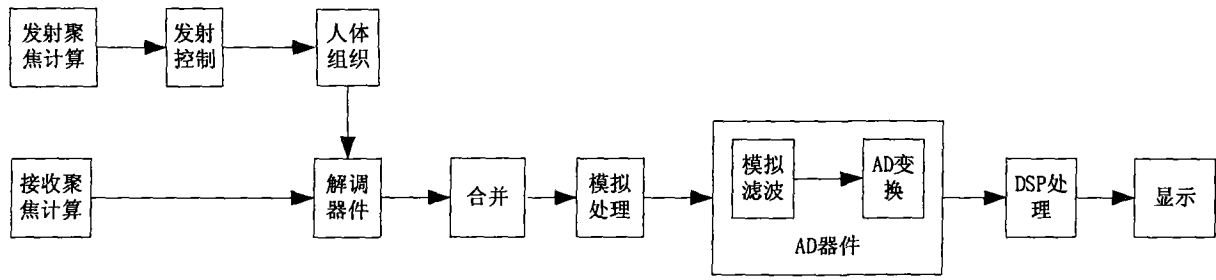 发射聚
焦计算
发射
控制
人体
组织
接收聚
焦计算
解调
器件
合并
模拟
处理
模拟
滤波
AD变
换
AD器件
DSP处
理
显示